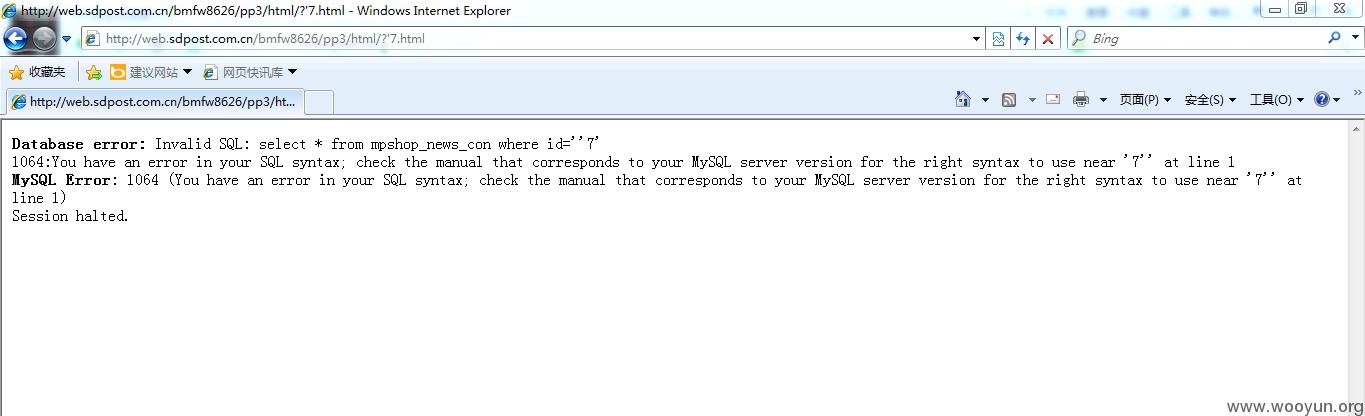 http://web.sdpost.com.cn/bmfw8626/pp3/html/?'7.html - Windows Internet Explorer
http://web.sdpost.com.cn/bmfw8626/pp3/html/?'7.html
Bing
收藏夹 建议网站 网页快讯库
http://web.sdpost.com.cn/bmfw8626/pp3/ht...
页面(P) 安全(S) 工具(O)
Database error: Invalid SQL: select * from mpshop_news_con where id=''7'
1064:You have an error in your SQL syntax; check the manual that corresponds to your MySQL server version for the right syntax to use near '7'' at line 1
MySQL Error: 1064 (You have an error in your SQL syntax; check the manual that corresponds to your MySQL server version for the right syntax to use near '7'' at
line 1)
Session halted.
www.wooyun.org